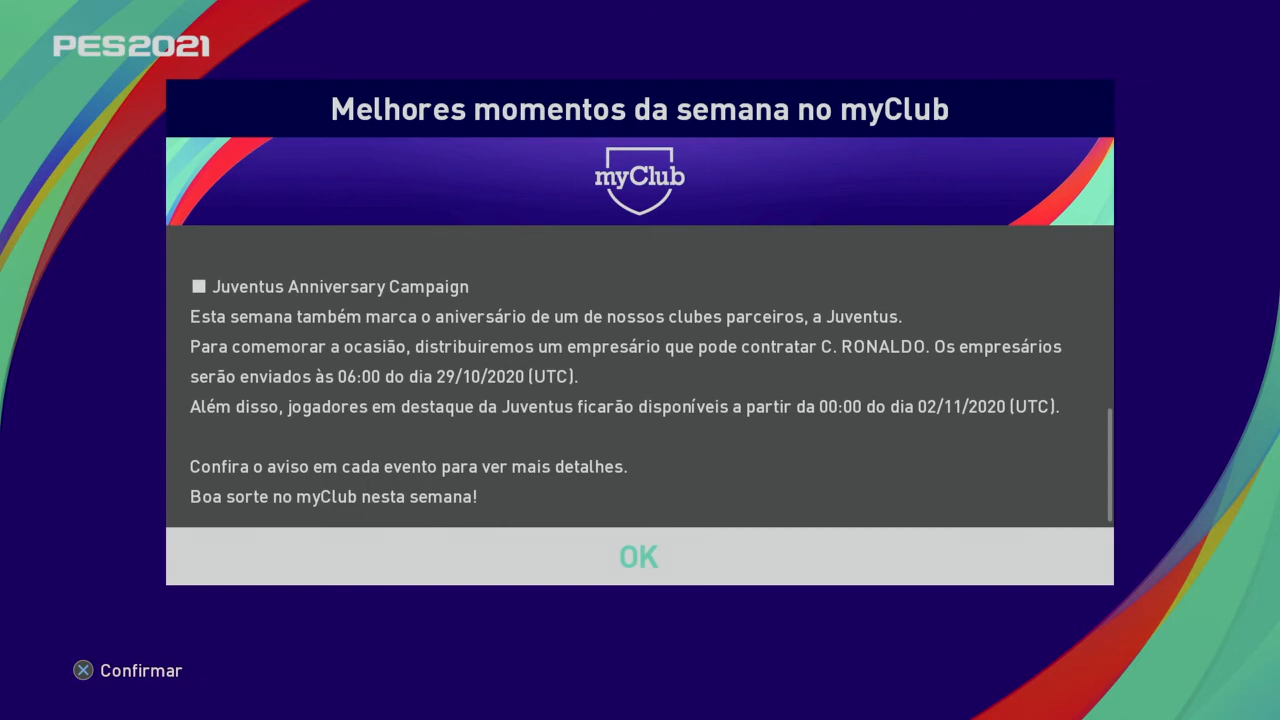 PES2021
Melhores momentos da semana no myClub
myClub
■ Juventus Anniversary Campaign
Esta semana também marca o aniversário de um de nossos clubes parceiros, a Juventus.
Para comemorar a ocasião, distribuiremos um empresário que pode contratar C. RONALDO. Os empresários
serão enviados às 06:00 do dia 29/10/2020 (UTC).
Além disso, jogadores em destaque da Juventus ficarão disponíveis a partir da 00:00 do dia 02/11/2020 (UTC).
Confira o aviso em cada evento para ver mais detalhes.
Boa sorte no myClub nesta semana!
OK
Confirmar